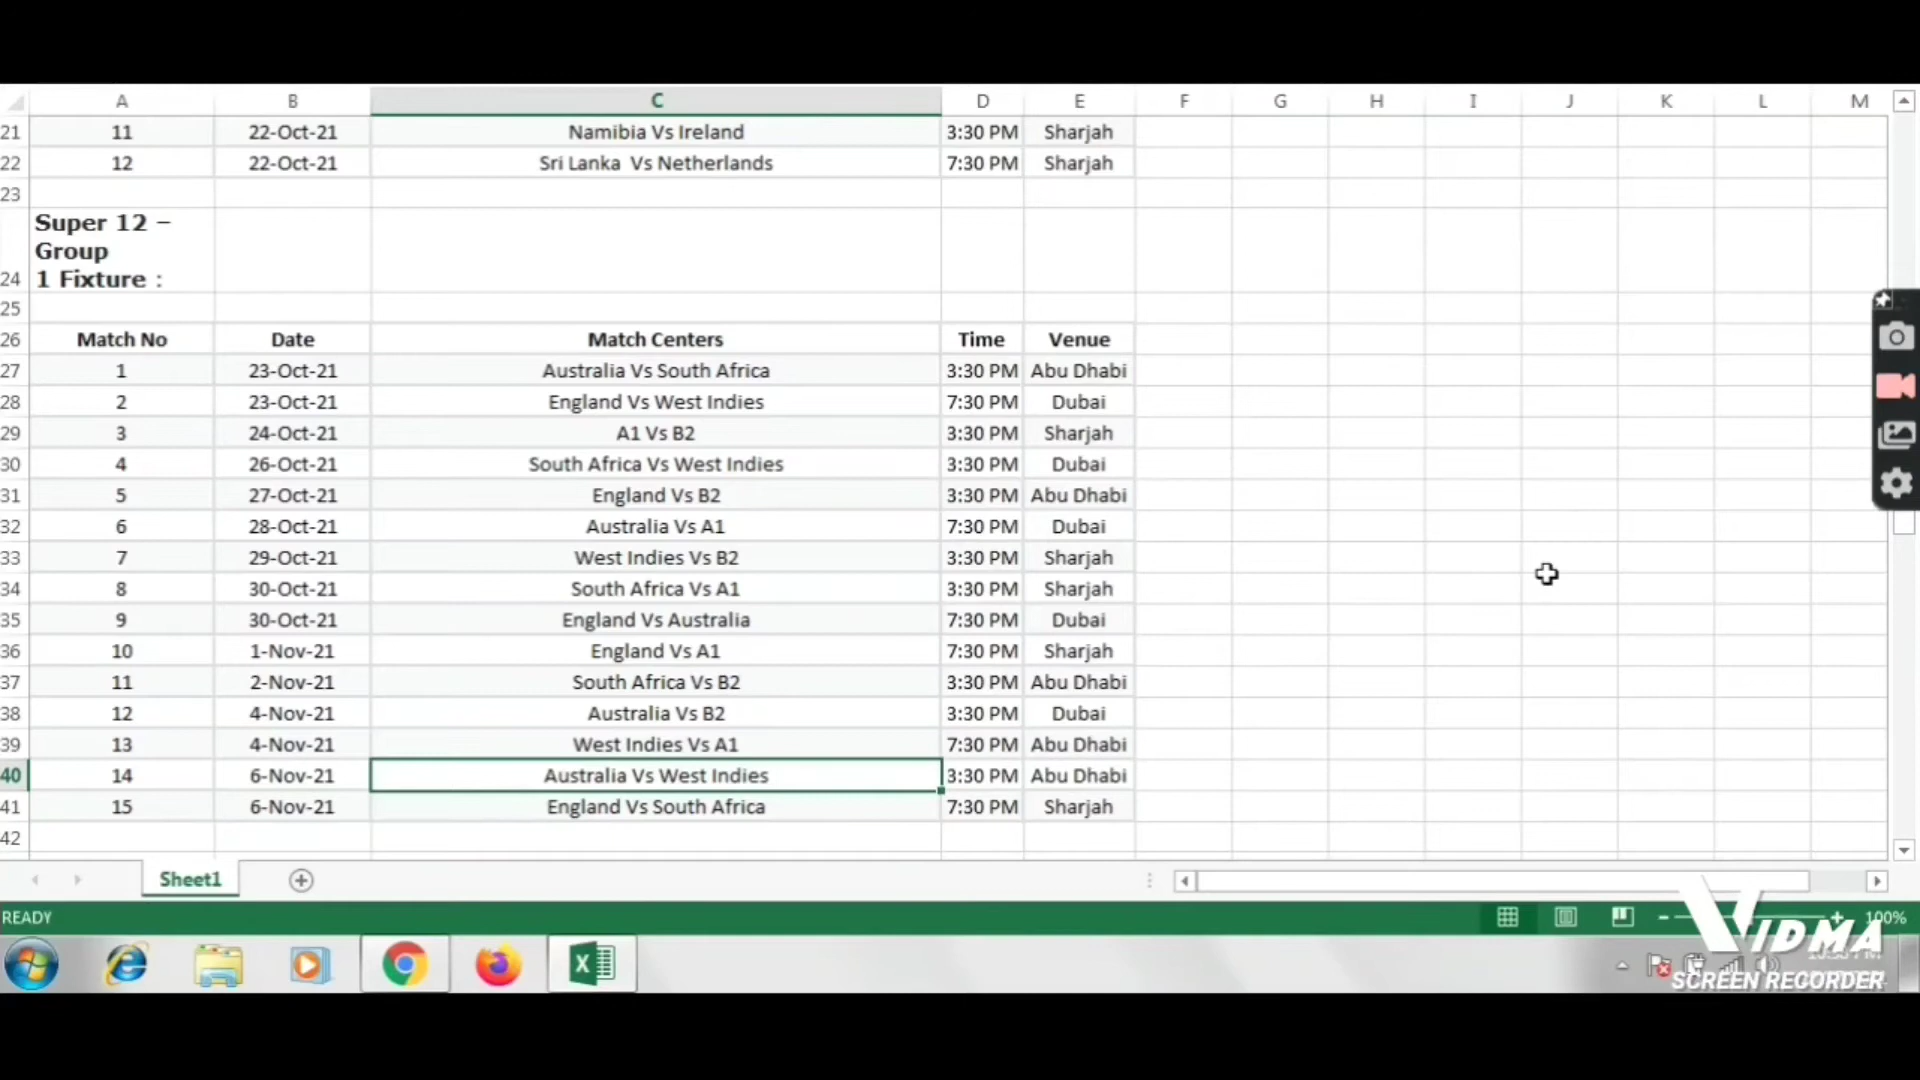 A B C D E F G H I J K L M
21 11 22-Oct-21 Namibia Vs Ireland 3:30 PM Sharjah
22 12 22-Oct-21 Sri Lanka Vs Netherlands 7:30 PM Sharjah
23
Super 12 –
Group
24 1 Fixture :
25
26 Match No Date Match Centers Time Venue
27 1 23-Oct-21 Australia Vs South Africa 3:30 PM Abu Dhabi
28 2 23-Oct-21 England Vs West Indies 7:30 PM Dubai
29 3 24-Oct-21 A1 Vs B2 3:30 PM Sharjah
30 4 26-Oct-21 South Africa Vs West Indies 3:30 PM Dubai
31 5 27-Oct-21 England Vs B2 3:30 PM Abu Dhabi
32 6 28-Oct-21 Australia Vs A1 7:30 PM Dubai
33 7 29-Oct-21 West Indies Vs B2 3:30 PM Sharjah
34 8 30-Oct-21 South Africa Vs A1 3:30 PM Sharjah
35 9 30-Oct-21 England Vs Australia 7:30 PM Dubai
36 10 1-Nov-21 England Vs A1 7:30 PM Sharjah
37 11 2-Nov-21 South Africa Vs B2 3:30 PM Abu Dhabi
38 12 4-Nov-21 Australia Vs B2 3:30 PM Dubai
39 13 4-Nov-21 West Indies Vs A1 7:30 PM Abu Dhabi
40 14 6-Nov-21 Australia Vs West Indies 3:30 PM Abu Dhabi
41 15 6-Nov-21 England Vs South Africa 7:30 PM Sharjah
42
Sheet1
READY 100%
VIDMA
SCREEN RECORDER